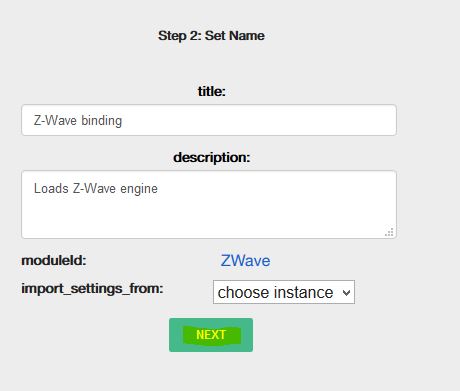 Step 2: Set Name
title:
Z-Wave binding
description:
Loads Z-Wave engine
moduleId: ZWave
import_settings_from: choose instance
NEXT